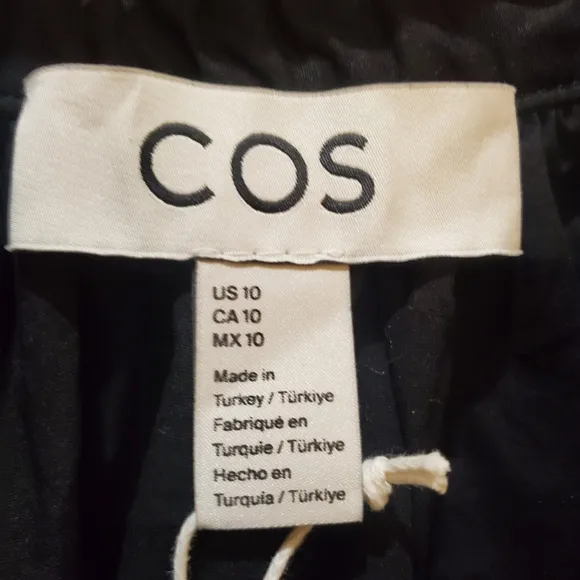 COS
US 10
CA 10
MX 10
Made in
Turkey / Türkiye
Fabriqué en
Turquie / Türkiye
Hecho en
Turquía / Türkiye